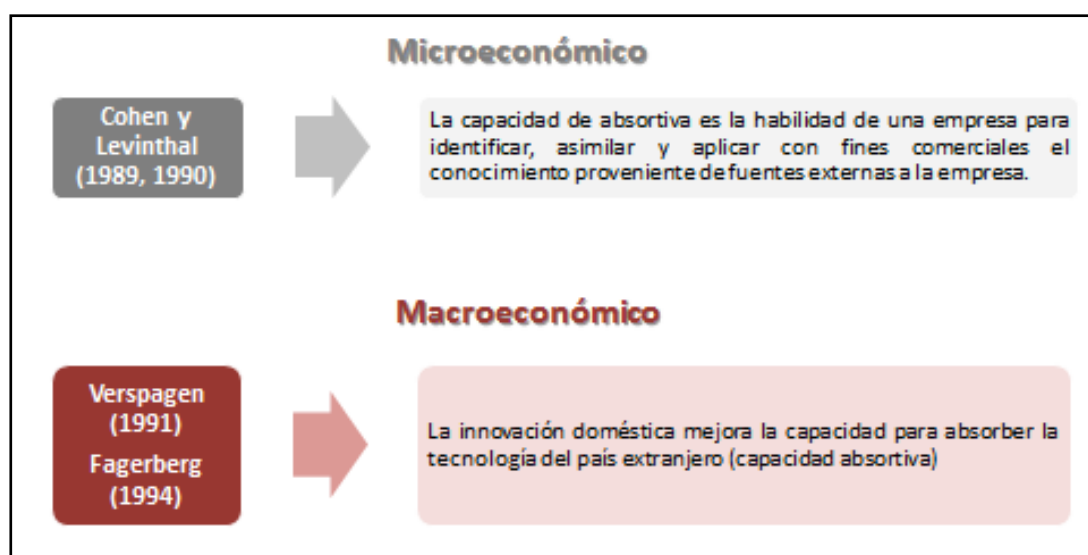 Microeconómico
Cohen y
Levinthal
(1989, 1990)
La capacidad de absortiva es la habilidad de una empresa para
identificar, asimilar y aplicar con fines comerciales el
conocimiento proveniente de fuentes externas a la empresa.
Macroeconómico
Verspagen
(1991)
Fagerberg
(1994)
La innovación doméstica mejora la capacidad para absorber la
tecnología del país extranjero (capacidad absortiva)